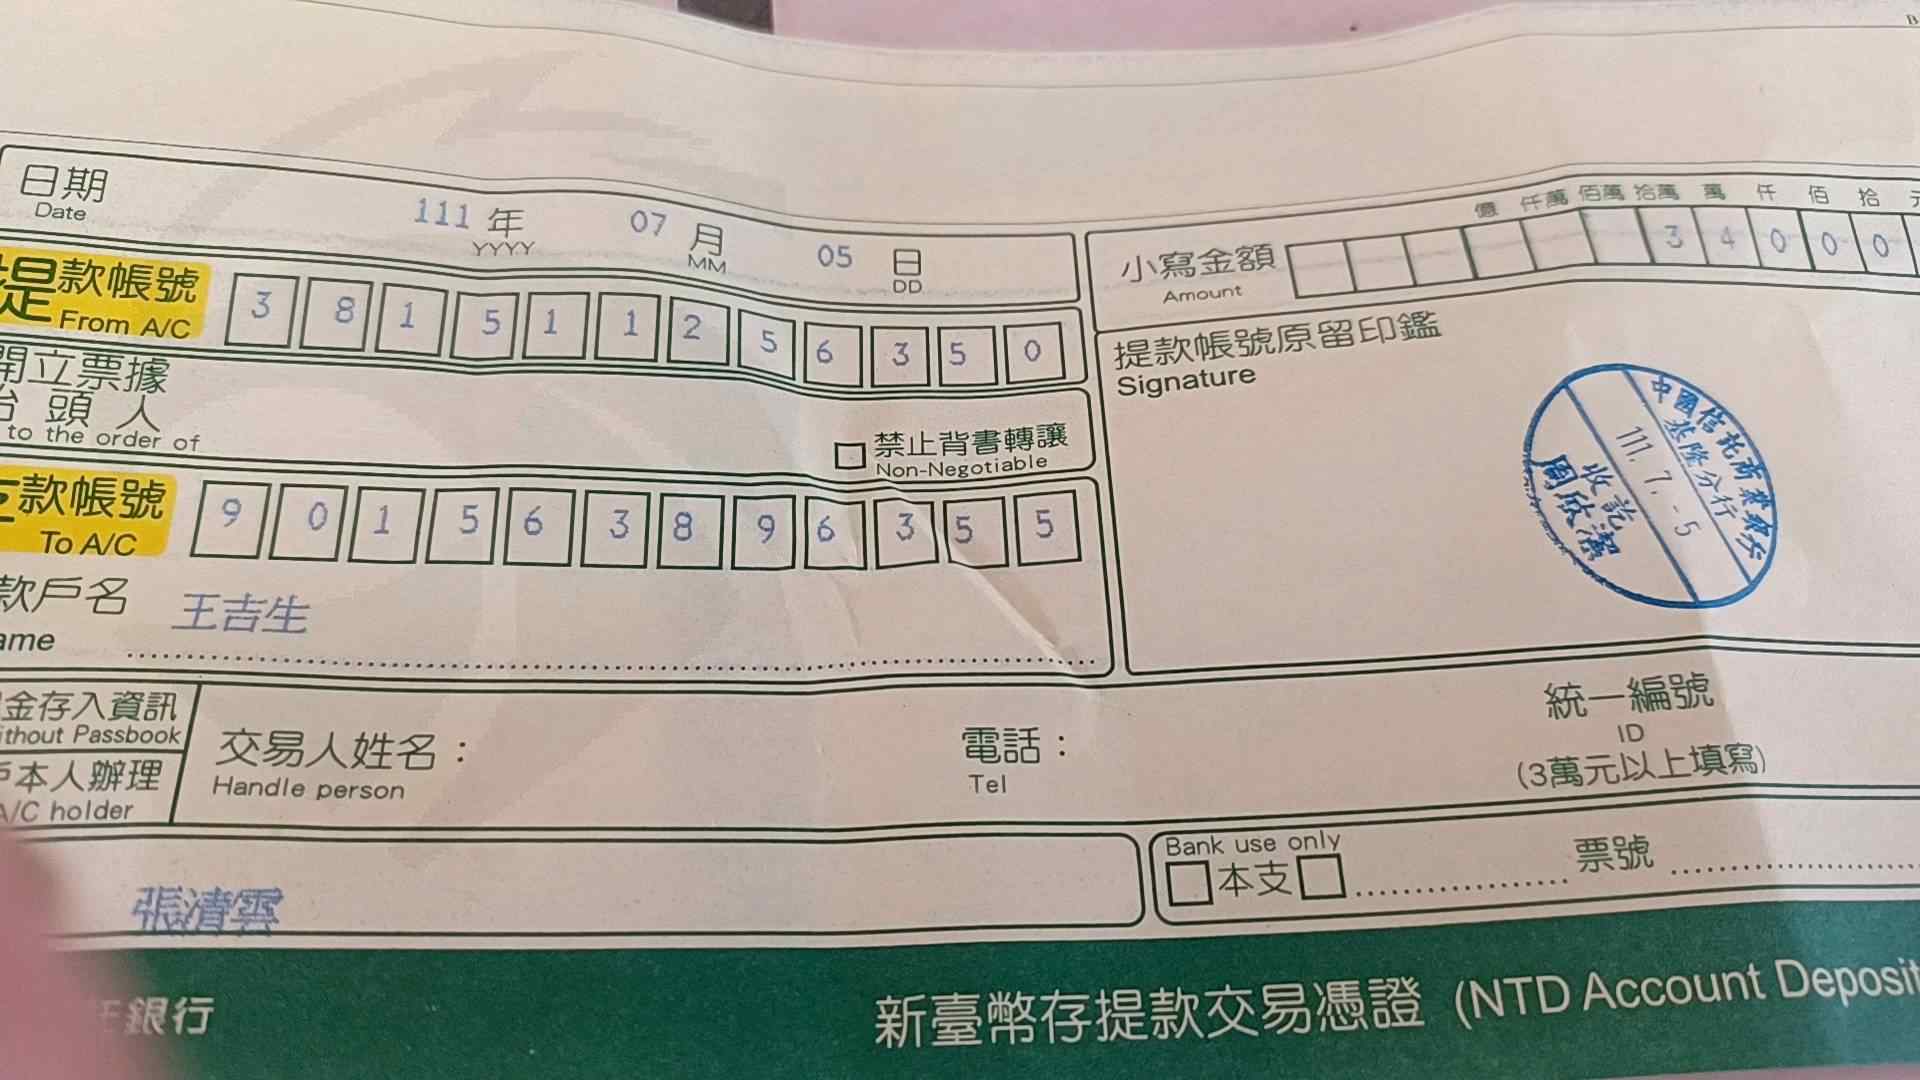 日期 111 年 07 月 05 日
Date YYYY MM DD
億 仟萬 佰萬 拾萬 萬 仟 佰 拾
小寫金額 3 4 0 0 0
Amount
提款帳號 3 8 1 5 1 1 2 5 6 3 5 0
From A/C
提款帳號原留印鑑
Signature
開立票據
抬頭人
to the order of
禁止背書轉讓
Non-Negotiable
款帳號 9 0 1 5 6 3 8 9 6 3 5 5
To A/C
款戶名 王吉生
ame
中國信託商業銀行
基隆分行
111. 7. -5
收訖
周欣潔
金存入資訊
ithout Passbook
本人辦理
A/C holder
交易人姓名：
Handle person
電話：
Tel
統一編號
ID
(3萬元以上填寫)
Bank use only
本支 票號
張清雲
銀行
新臺幣存提款交易憑證 (NTD Account Deposit